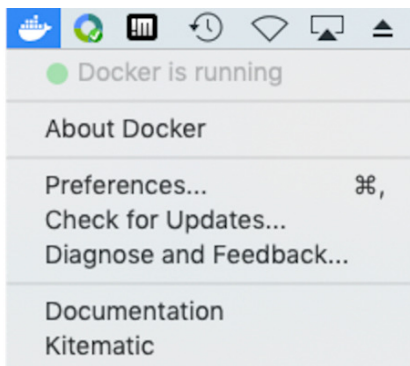 Docker is running
About Docker
Preferences... ⌘,
Check for Updates...
Diagnose and Feedback...
Documentation
Kitematic